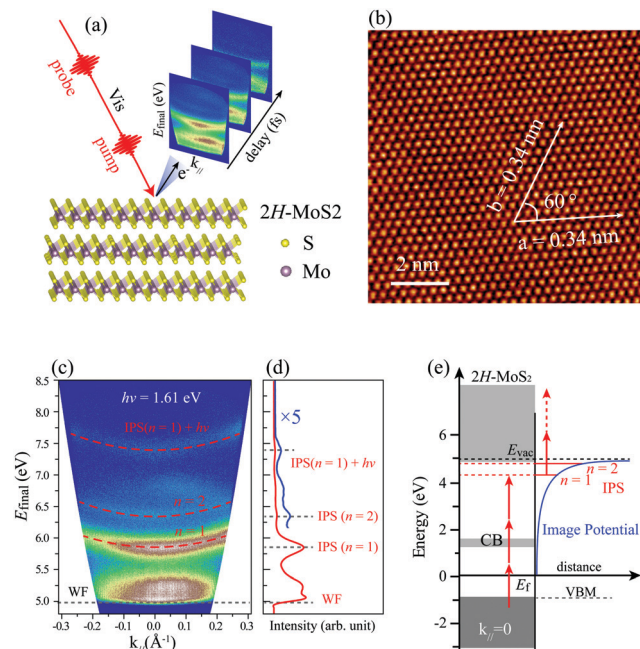 (a)
probe
Vis
pump
E_final (eV)
k_//
e⁻
delay (fs)
2H-MoS2
S
Mo
(b)
b = 0.34 nm
60°
a = 0.34 nm
2 nm
(c)
hν = 1.61 eV
IPS(n = 1) + hν
n = 2
n = 1
WF
E_final (eV)
8.5
8.0
7.5
7.0
6.5
6.0
5.5
5.0
0.3 0.2 0.1 0.0 0.1 0.2 0.3
k_//(Å⁻¹)
(d)
×5
IPS(n = 1) + hν
IPS (n = 2)
IPS (n = 1)
WF
Intensity (arb. unit)
(e)
2H-MoS₂
E_vac
n = 2
n = 1
IPS
CB
Image Potential
distance
E_f
VBM
k_//=0
Energy (eV)
6
4
2
0
-2